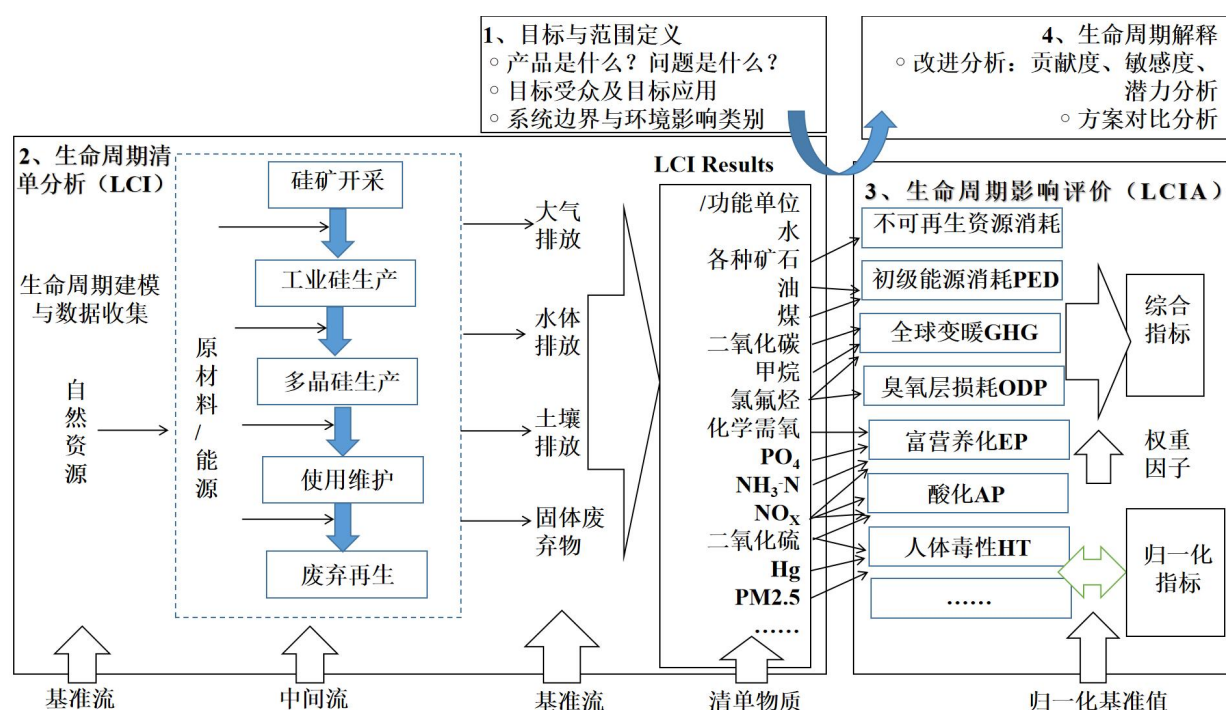 1、目标与范围定义
○ 产品是什么？问题是什么？
○ 目标受众及目标应用
○ 系统边界与环境影响类别
4、生命周期解释
○ 改进分析：贡献度、敏感度、
潜力分析
○ 方案对比分析
2、生命周期清
单分析（LCI）
硅矿开采
工业硅生产
多晶硅生产
使用维护
废弃再生
生命周期建模
与数据收集
自然资源
原材料/能源
大气
排放
水体
排放
土壤
排放
固体废
弃物
LCI Results
/功能单位
水
各种矿石
油
煤
二氧化碳
甲烷
氯氟烃
化学需氧
PO4
NH3-N
NOX
二氧化硫
Hg
PM2.5
……
3、生命周期影响评价（LCIA）
不可再生资源消耗
初级能源消耗PED
全球变暖GHG
臭氧层损耗ODP
富营养化EP
酸化AP
人体毒性HT
……
综合
指标
权重
因子
归一化
指标
基准流
中间流
基准流
清单物质
归一化基准值